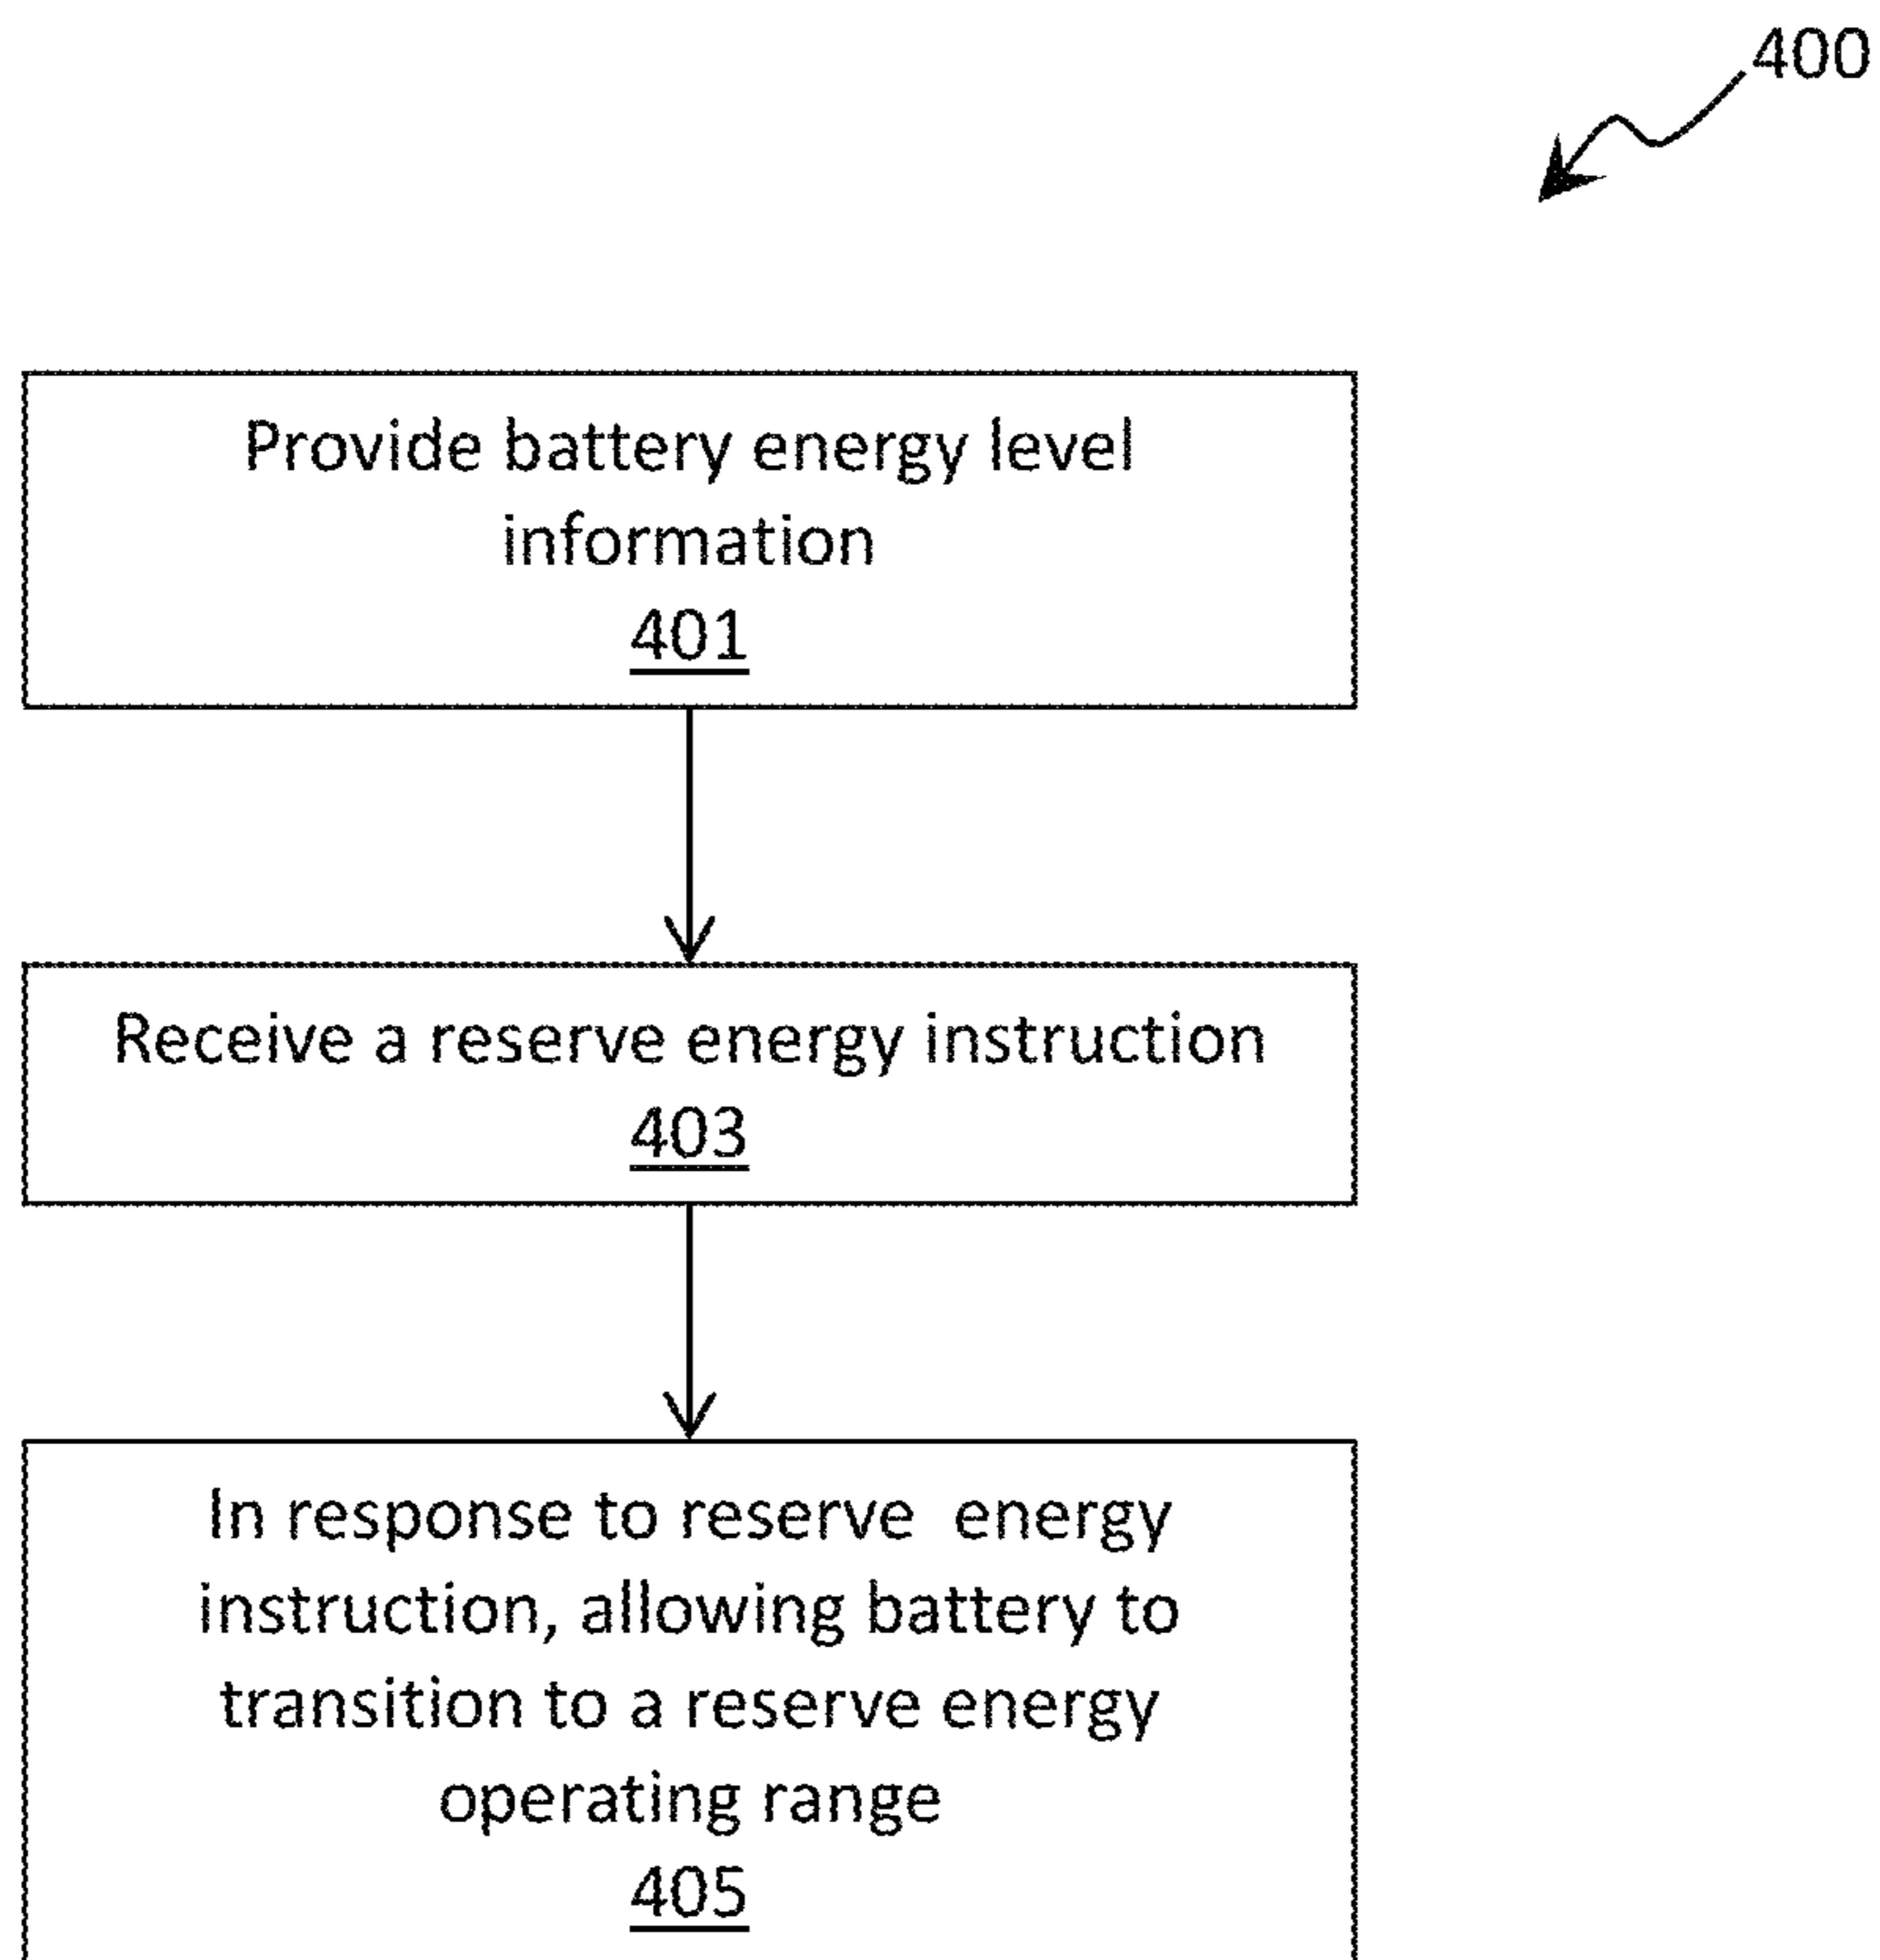 400
Provide battery energy level
information
401
Receive a reserve energy instruction
403
In response to reserve energy
instruction, allowing battery to
transition to a reserve energy
operating range
405